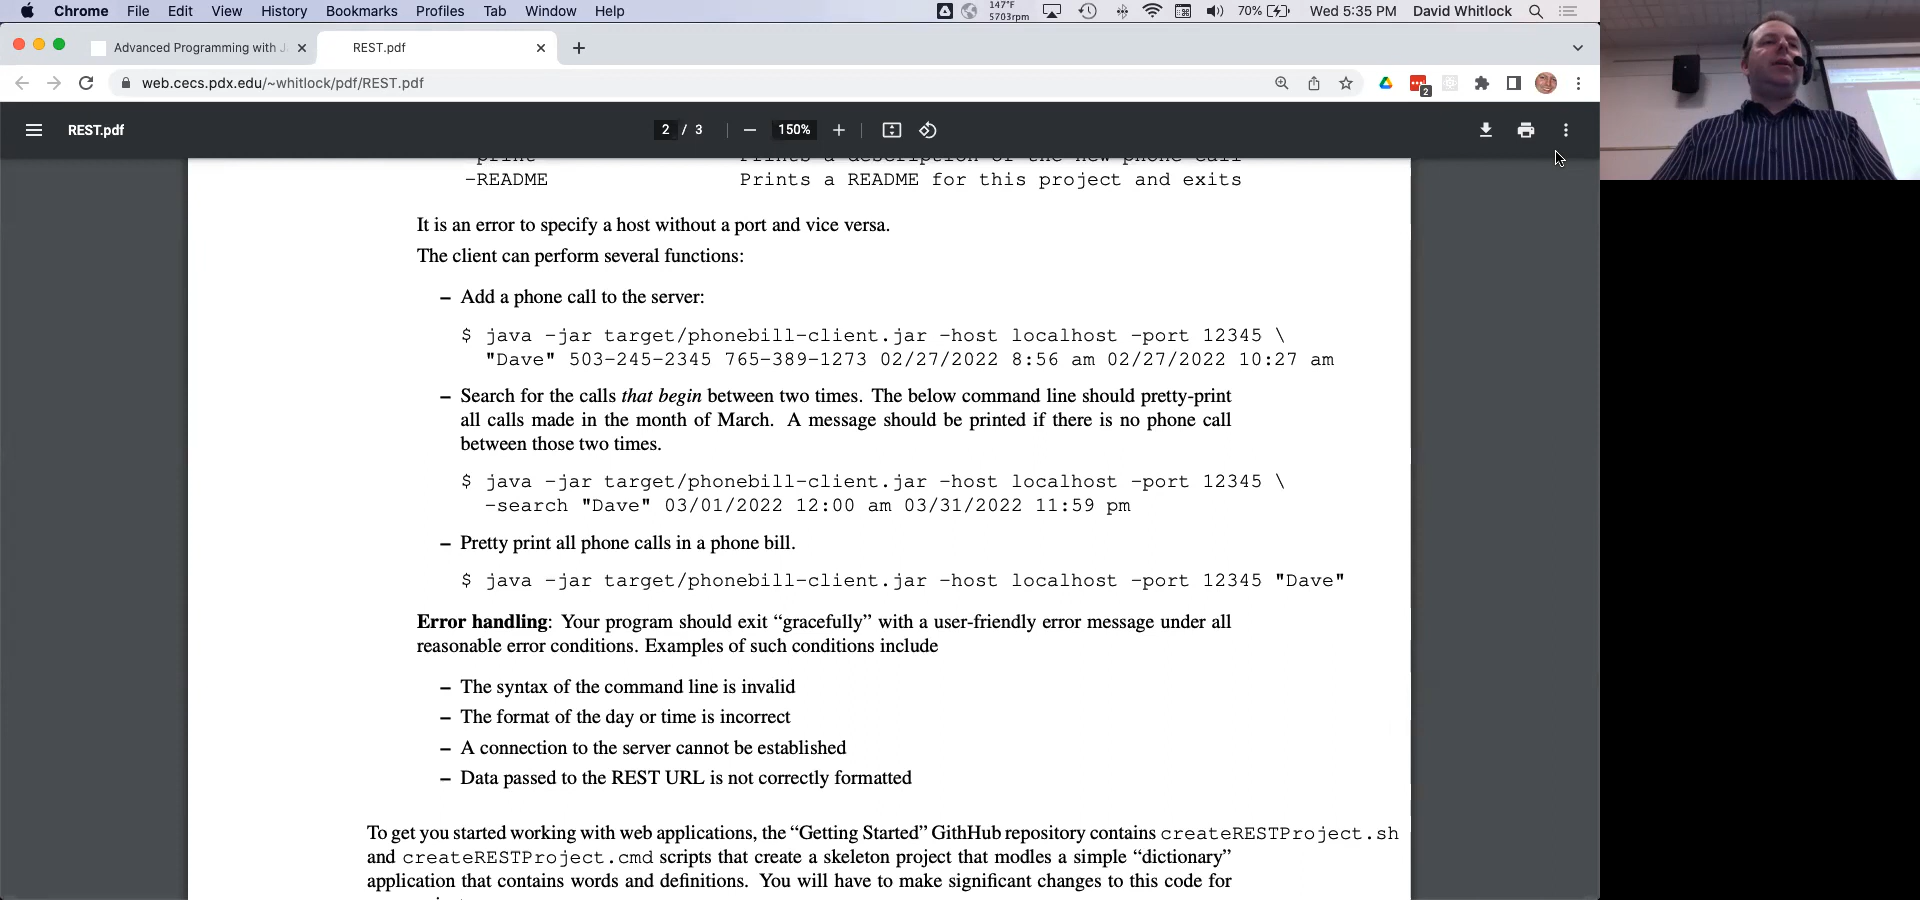 Chrome File Edit View History Bookmarks Profiles Tab Window Help 147°F 5703rpm 70% Wed 5:35 PM David Whitlock
Advanced Programming with J
REST.pdf
web.cecs.pdx.edu/~whitlock/pdf/REST.pdf
2
REST.pdf
2 / 3
150%
print Prints a description of the new phone call
-README Prints a README for this project and exits
It is an error to specify a host without a port and vice versa.
The client can perform several functions:
– Add a phone call to the server:
$ java -jar target/phonebill-client.jar -host localhost -port 12345 \
"Dave" 503-245-2345 765-389-1273 02/27/2022 8:56 am 02/27/2022 10:27 am
– Search for the calls that begin between two times. The below command line should pretty-print
all calls made in the month of March. A message should be printed if there is no phone call
between those two times.
$ java -jar target/phonebill-client.jar -host localhost -port 12345 \
-search "Dave" 03/01/2022 12:00 am 03/31/2022 11:59 pm
– Pretty print all phone calls in a phone bill.
$ java -jar target/phonebill-client.jar -host localhost -port 12345 "Dave"
Error handling: Your program should exit “gracefully” with a user-friendly error message under all
reasonable error conditions. Examples of such conditions include
– The syntax of the command line is invalid
– The format of the day or time is incorrect
– A connection to the server cannot be established
– Data passed to the REST URL is not correctly formatted
To get you started working with web applications, the “Getting Started” GithHub repository contains createRESTProject.sh
and createRESTProject.cmd scripts that create a skeleton project that modles a simple “dictionary”
application that contains words and definitions. You will have to make significant changes to this code for